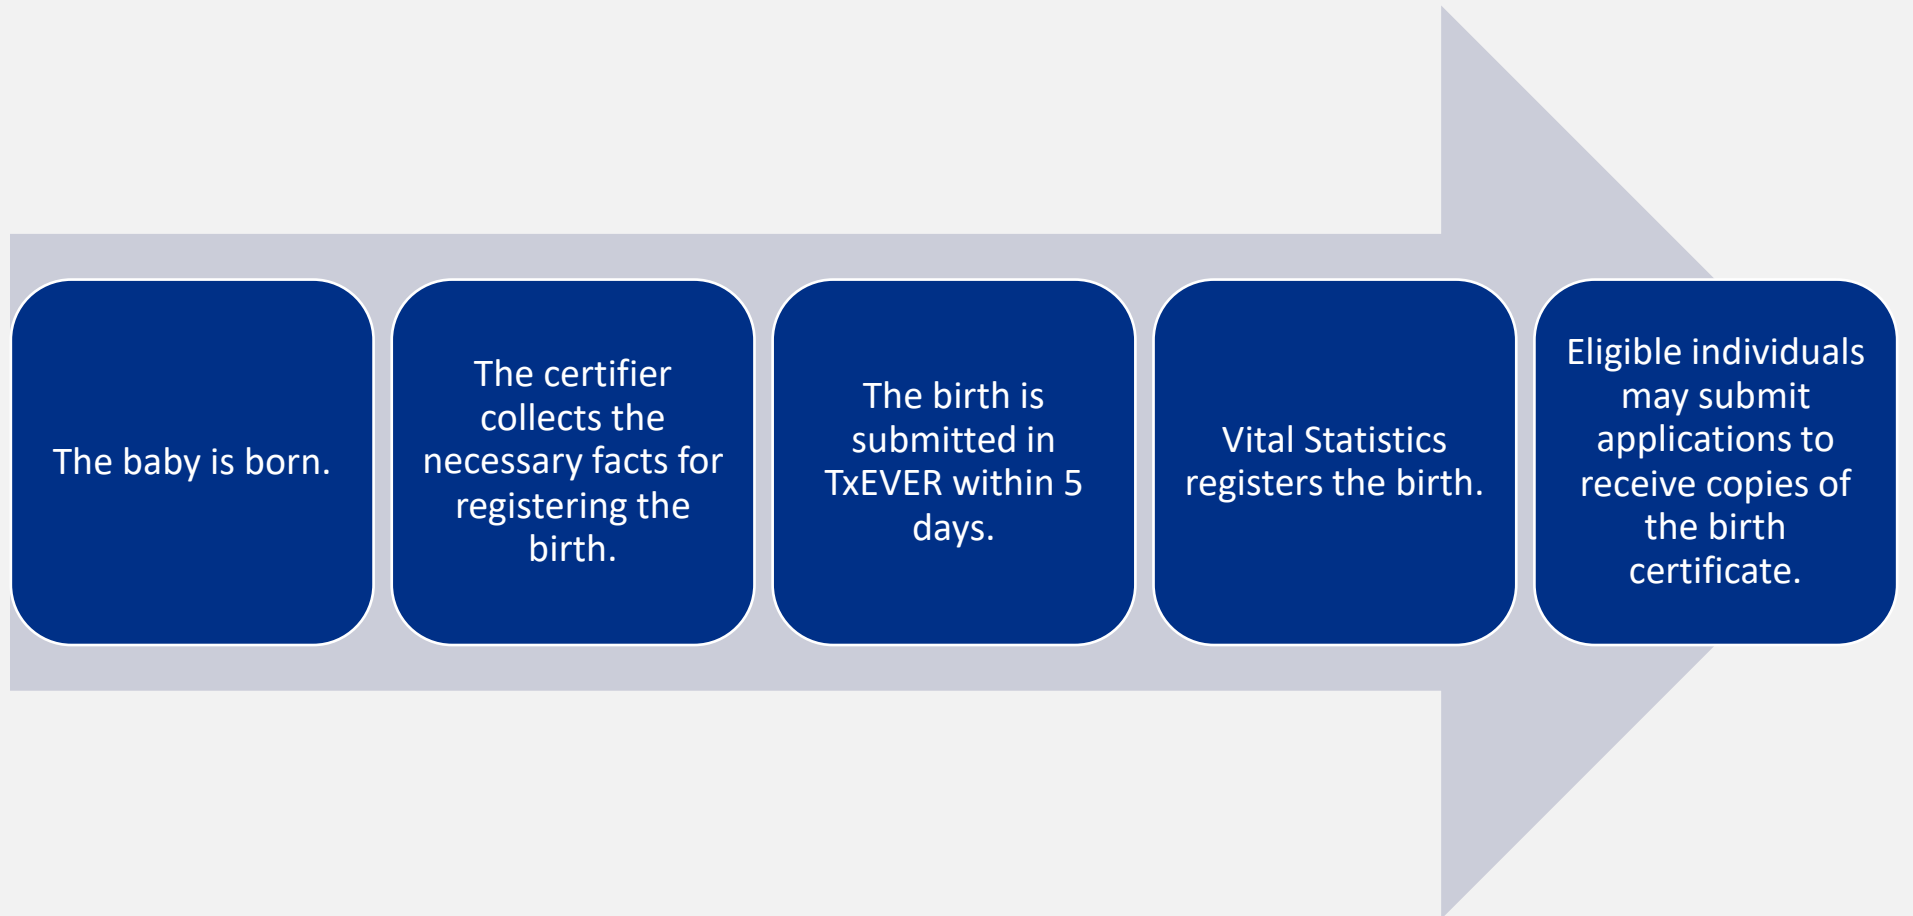 The baby is born.
The certifier
collects the
necessary facts for
registering the
birth.
The birth is
submitted in
TxEVER within 5
days.
Vital Statistics
registers the birth.
Eligible individuals
may submit
applications to
receive copies of
the birth
certificate.